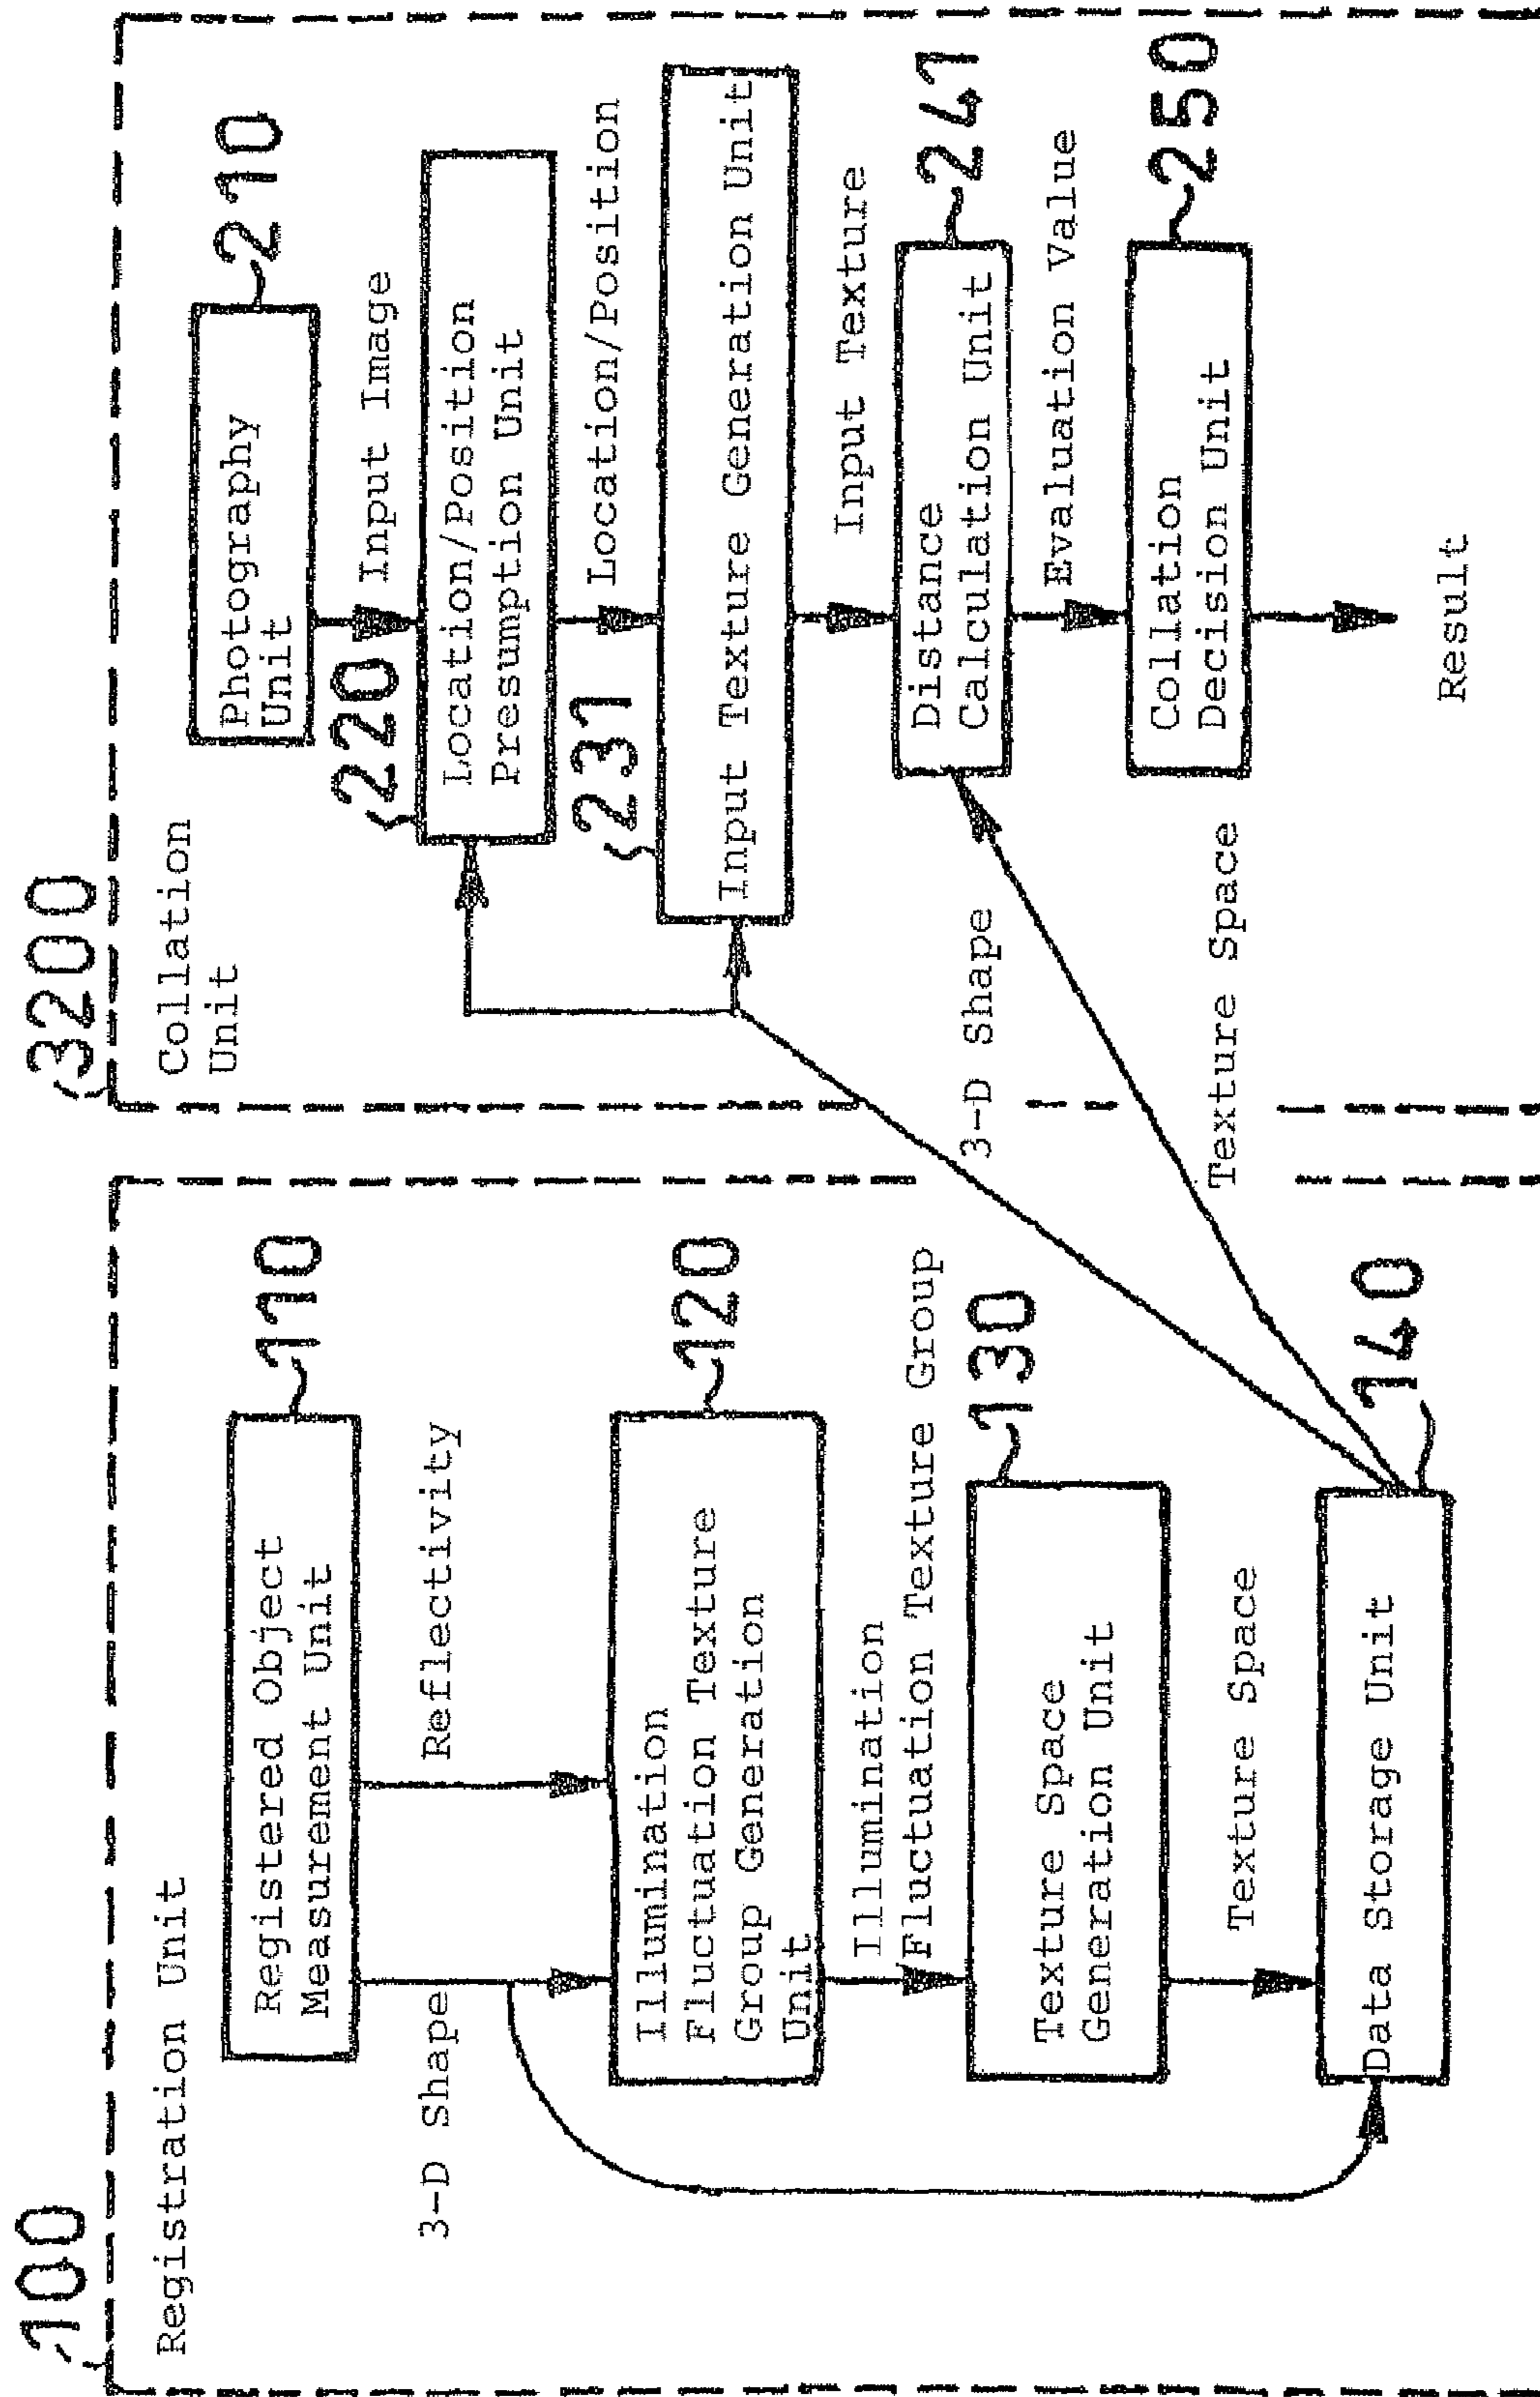 100
Registration Unit
Registered Object
Measurement Unit
110
3-D Shape
Reflectivity
Illumination
Fluctuation Texture
Group Generation
Unit
120
Illumination
Fluctuation Texture Group
Texture Space
Generation Unit
130
Texture Space
Data Storage Unit
140
3200
Collation
Unit
Photography
Unit
210
Input Image
220
Location/Position
Presumption Unit
Location/Position
231
Input Texture Generation Unit
Input Texture
3-D Shape
Distance
Calculation Unit
241
Evaluation Value
Texture Space
Collation
Decision Unit
250
Result